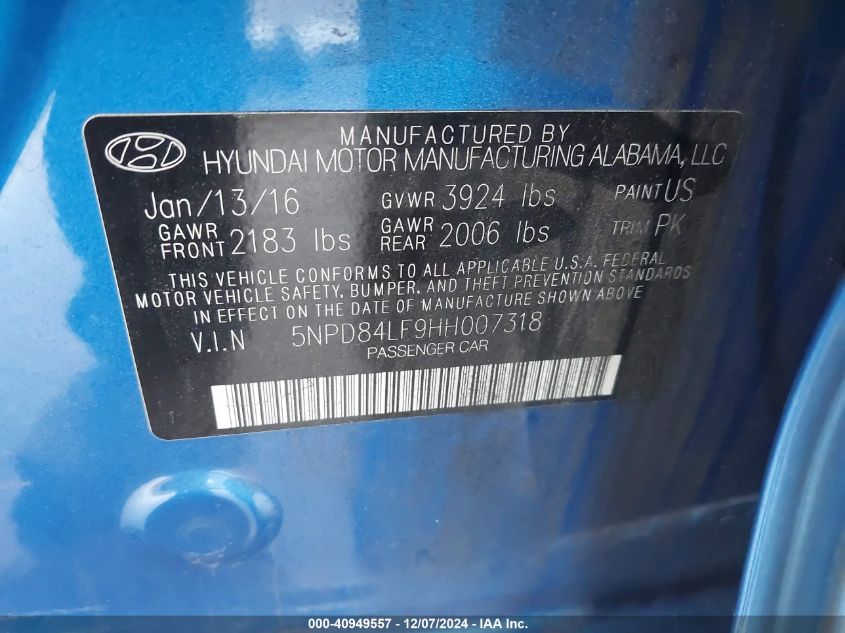 MANUFACTURED BY
HYUNDAI MOTOR MANUFACTURING ALABAMA, LLC
Jan/13/16 GVWR 3924 lbs PAINT US
GAWR FRONT 2183 lbs GAWR REAR 2006 lbs TRIM PK
THIS VEHICLE CONFORMS TO ALL APPLICABLE U.S.A. FEDERAL
MOTOR VEHICLE SAFETY, BUMPER, AND THEFT PREVENTION STANDARDS
IN EFFECT ON THE DATE OF MANUFACTURE SHOWN ABOVE.
V.I.N 5NPD84LF9HH007318
PASSENGER CAR
000-40949557 - 12/07/2024 - IAA Inc.